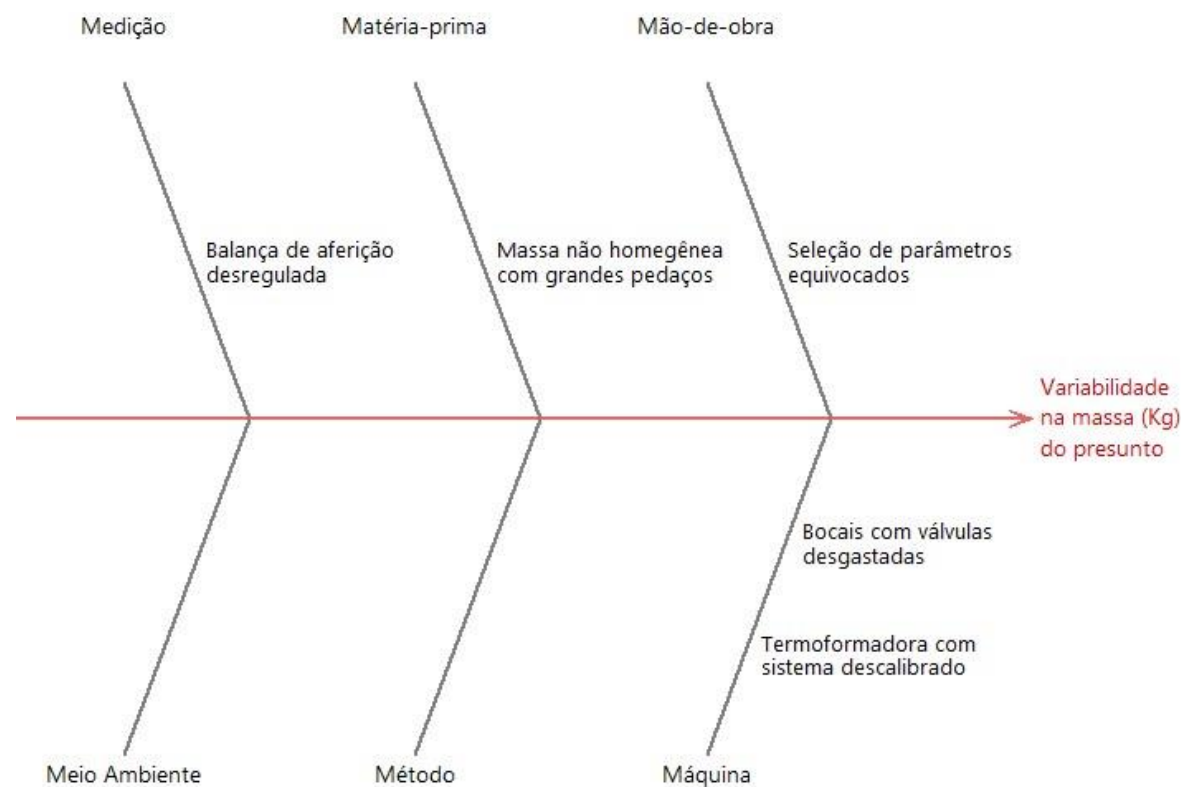 Medição
Matéria-prima
Mão-de-obra
Balança de aferição
desregulada
Massa não homegênea
com grandes pedaços
Seleção de parâmetros
equivocados
Variabilidade
na massa (Kg)
do presunto
Bocais com válvulas
desgastadas
Termoformadora com
sistema descalibrado
Meio Ambiente
Método
Máquina